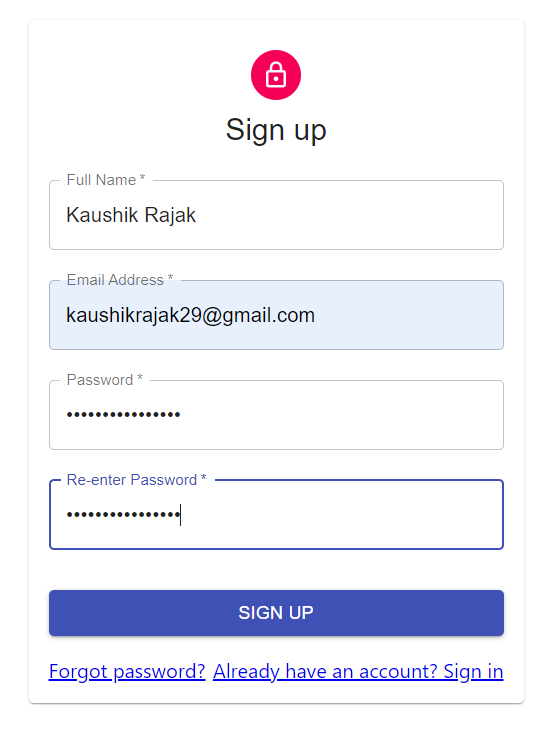 Sign up
Full Name *
Kaushik Rajak
Email Address *
kaushikrajak29@gmail.com
Password *
••••••••••••••••
Re-enter Password *
••••••••••••••••
SIGN UP
Forgot password? Already have an account? Sign in